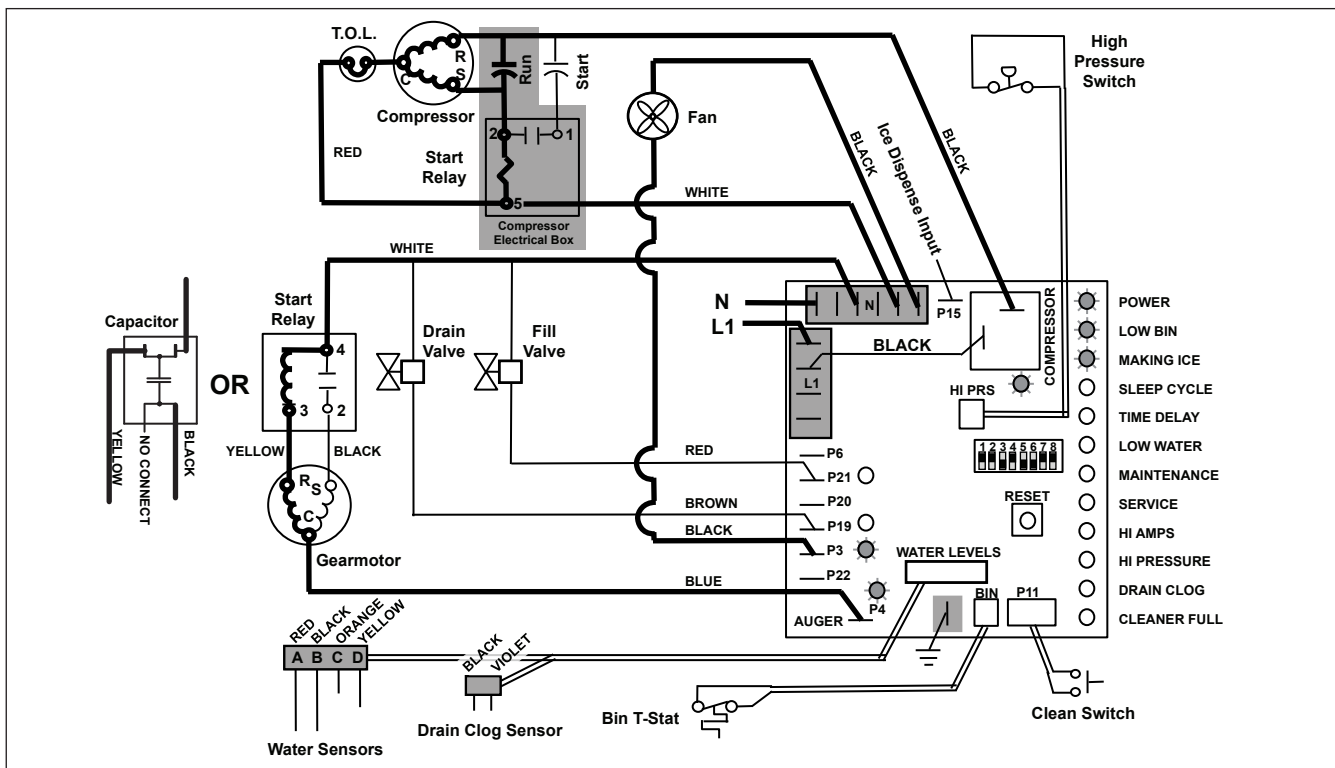 T.O.L.
R
C
S
Compressor
Run
Start
RED
Start
Relay
2
1
5
Compressor
Electrical Box
WHITE
Fan
BLACK
Ice Dispense Input
BLACK
High
Pressure
Switch
WHITE
Capacitor
YELLOW
NO CONNECT
BLACK
OR
Start
Relay
4
3
2
YELLOW
BLACK
R
S
C
Gearmotor
Drain
Valve
Fill
Valve
N
L1
N
P15
BLACK
L1
COMPRESSOR
HI PRS
POWER
LOW BIN
MAKING ICE
SLEEP CYCLE
TIME DELAY
LOW WATER
MAINTENANCE
SERVICE
HI AMPS
HI PRESSURE
DRAIN CLOG
CLEANER FULL
1 2 3 4 5 6 7 8
RESET
RED
BROWN
BLACK
BLUE
P6
P21
P20
P19
P3
P22
P4
AUGER
WATER LEVELS
BIN
P11
RED
BLACK
ORANGE
YELLOW
A B C D
Water Sensors
BLACK
VIOLET
Drain Clog Sensor
Bin T-Stat
Clean Switch